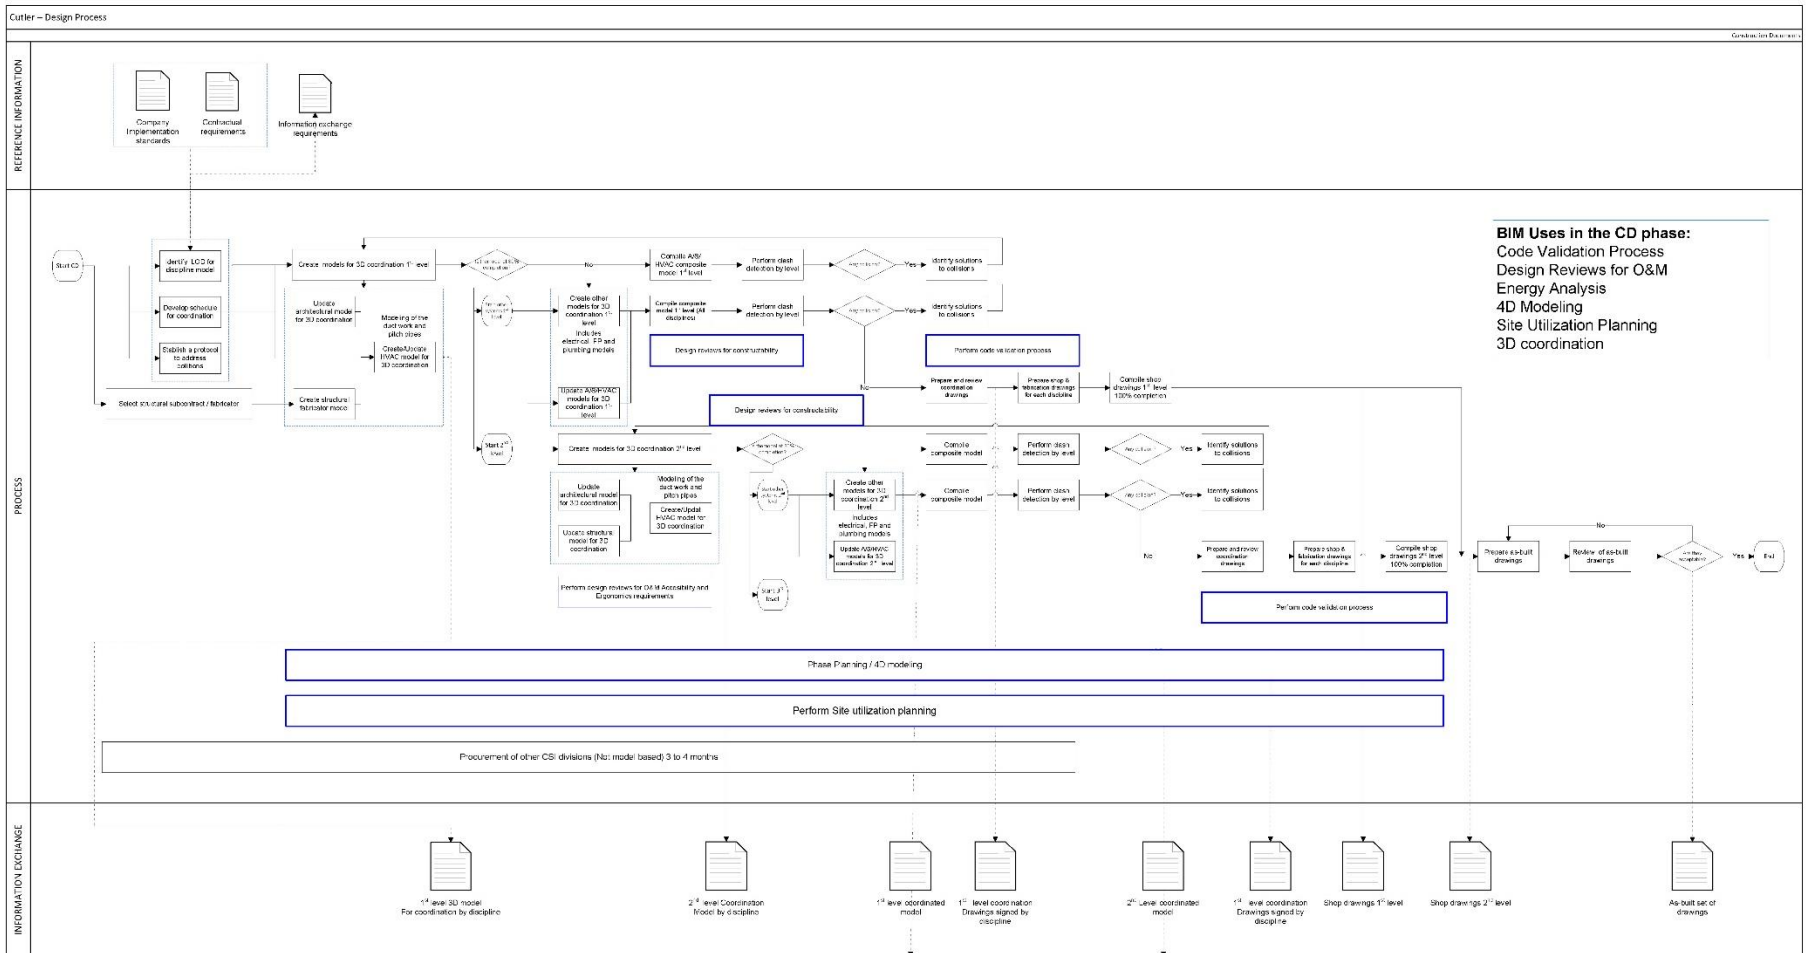 Cutler – Design Process
Construction Documents
REFERENCE INFORMATION
Company
Implementation
standards
Contractual
requirements
Information exchange
requirements
PROCESS
Start CD
Identify LOD for
discipline model
Develop schedule
for coordination
Stablish a protocol
to address
collitions
Select structural subcontract / fabricator
Create models for 3D coordination 1st level
Update
architectural model
for 3D coordination
Modeling of the
duct work and
pitch pipes
Create/Update
HVAC model for
3D coordination
Create structural
fabricator model
No
Create other
models for 3D
coordination 1st
level
Includes
electrical, FP and
plumbing models
Update A/S/HVAC
models for 3D
coordination 1st
level
Compile A/S/
HVAC composite
model 1st level
Perform clash
detection by level
Yes
Identify solutions
to collisions
Compile composite
model 1st level (All
disciplines)
Perform clash
detection by level
Yes
Identify solutions
to collisions
Design reviews for constructability
Perform code validation process
No
Prepare and review
coordination
drawings
Prepare shop &
fabrication drawings
for each discipline
Compile shop
drawings 1st level
100% completion
Design reviews for constructability
Start 2nd
level
Create models for 3D coordination 2nd level
Compile
composite model
Perform clash
detection by level
Yes
Identify solutions
to collisions
Update
architectural model
for 3D coordination
Modeling of the
duct work and
pitch pipes
Create/Updat
HVAC model for
3D coordination
Update structural
model for 3D
coordination
Create other
models for 3D
coordination 2nd
level
Includes
electrical, FP and
plumbing models
Update A/S/HVAC
models for 3D
coordination 2nd level
Compile
composite model
Perform clash
detection by level
Yes
Identify solutions
to collisions
No
Prepare and review
coordination
drawings
Prepare shop &
fabrication drawings
for each discipline
Compile shop
drawings 2nd level
100% completion
Prepare as-built
drawings
Review of as-built
drawings
No
Are they
acceptable?
Yes
End
Perform design reviews for O&M Accesibility and
Ergonomics requirements
Start 3rd
level
Perform code validation process
BIM Uses in the CD phase:
Code Validation Process
Design Reviews for O&M
Energy Analysis
4D Modeling
Site Utilization Planning
3D coordination
Phase Planning / 4D modeling
Perform Site utilization planning
Procurement of other CSI divisions (Not model based) 3 to 4 months
INFORMATION EXCHANGE
1st level 3D model
For coordination by discipline
2nd level Coordination
Model by discipline
1st level coordinated
model
1st level coordination
Drawings signed by
discipline
2nd Level coordinated
model
1st level coordination
Drawings signed by
discipline
Shop drawings 1st level
Shop drawings 2nd level
As-built set of
drawings